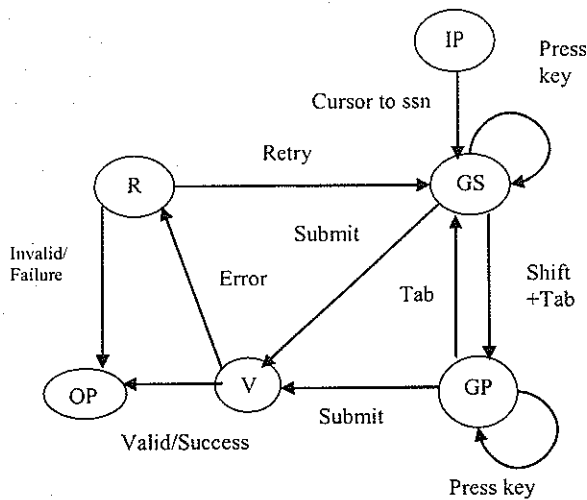 IP
Press
key
Cursor to ssn
Retry
R
GS
Submit
Invalid/
Failure
Error
Tab
Shift
+Tab
OP
V
GP
Submit
Valid/Success
Press key